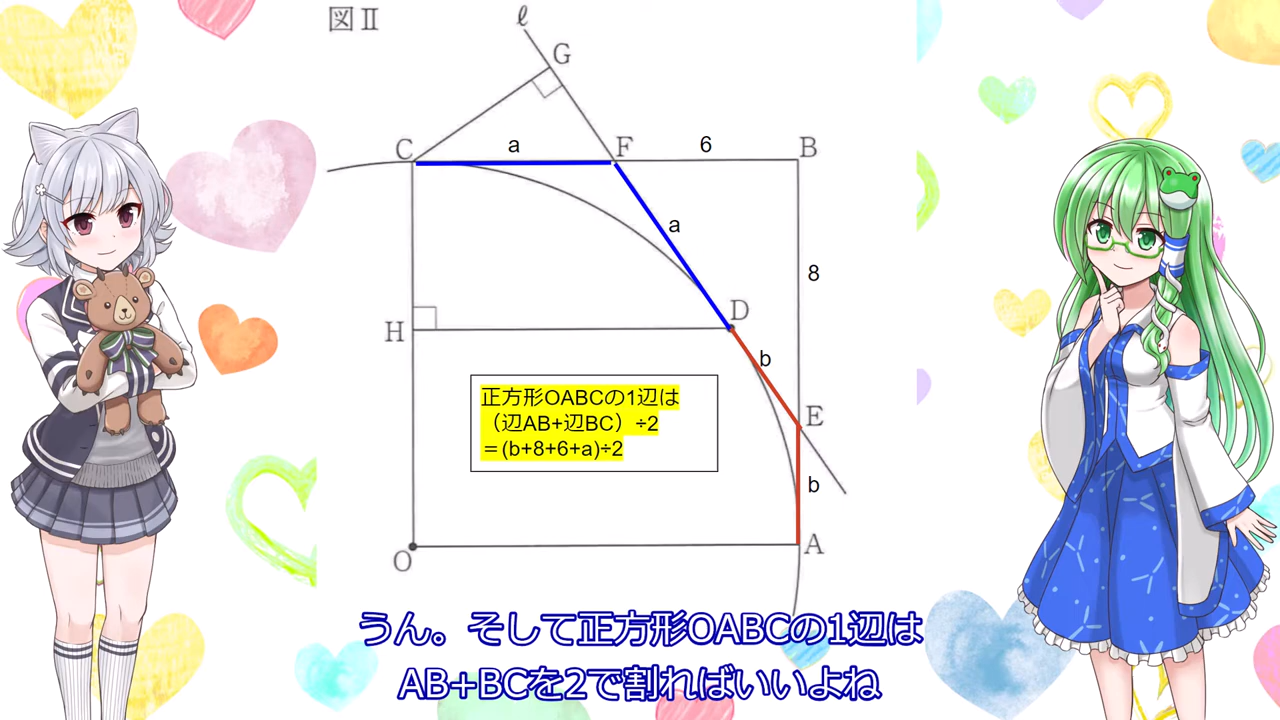 図Ⅱ
ℓ
G
C
a
F
6
B
a
8
H
D
b
E
正方形OABCの1辺は
(辺AB+辺BC)÷2
=(b+8+6+a)÷2
b
O
A
うん。そして正方形OABCの1辺は
AB+BCを2で割ればいいよね